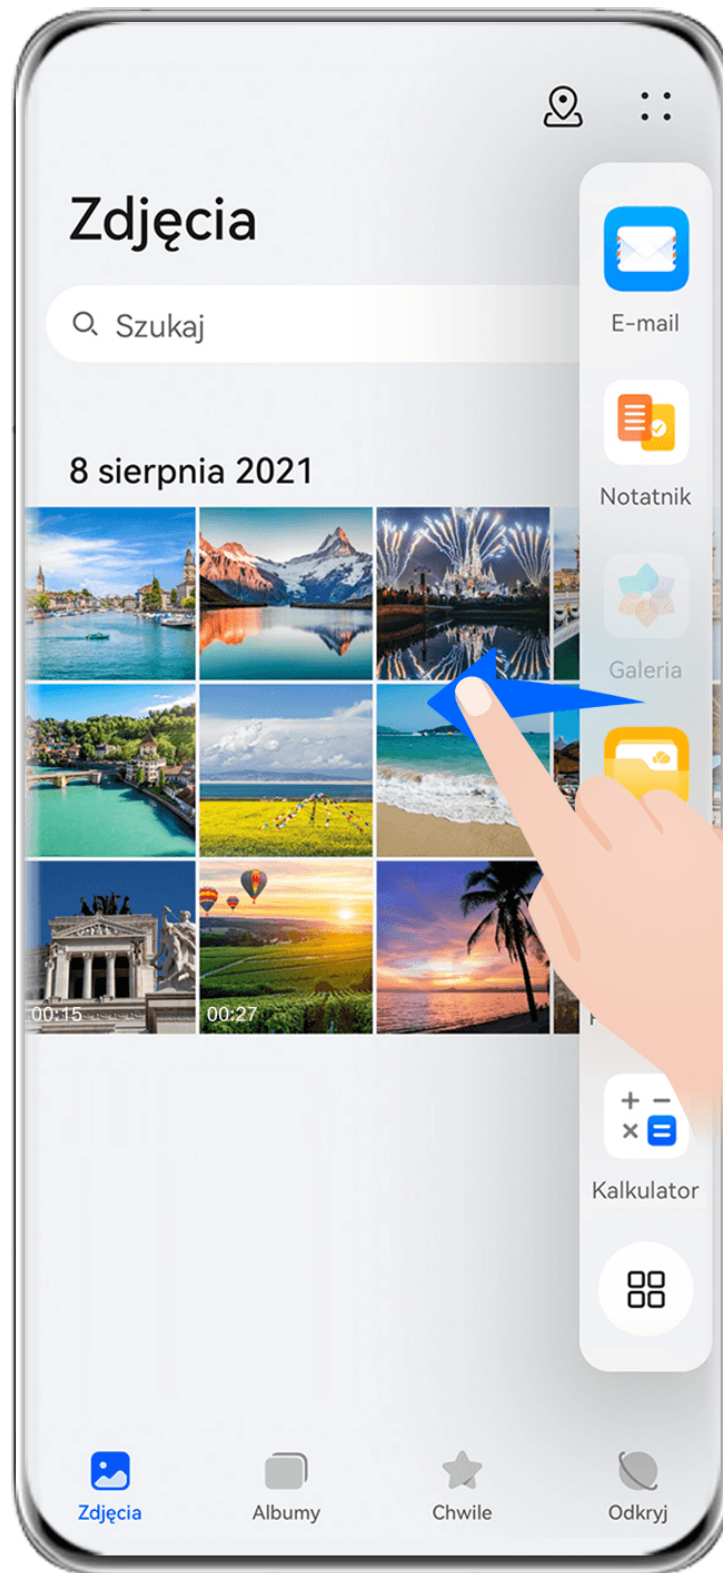 Zdjęcia
Szukaj
8 sierpnia 2021
00:15
00:27
E-mail
Notatnik
Galeria
Kalkulator
Zdjęcia
Albumy
Chwile
Odkryj